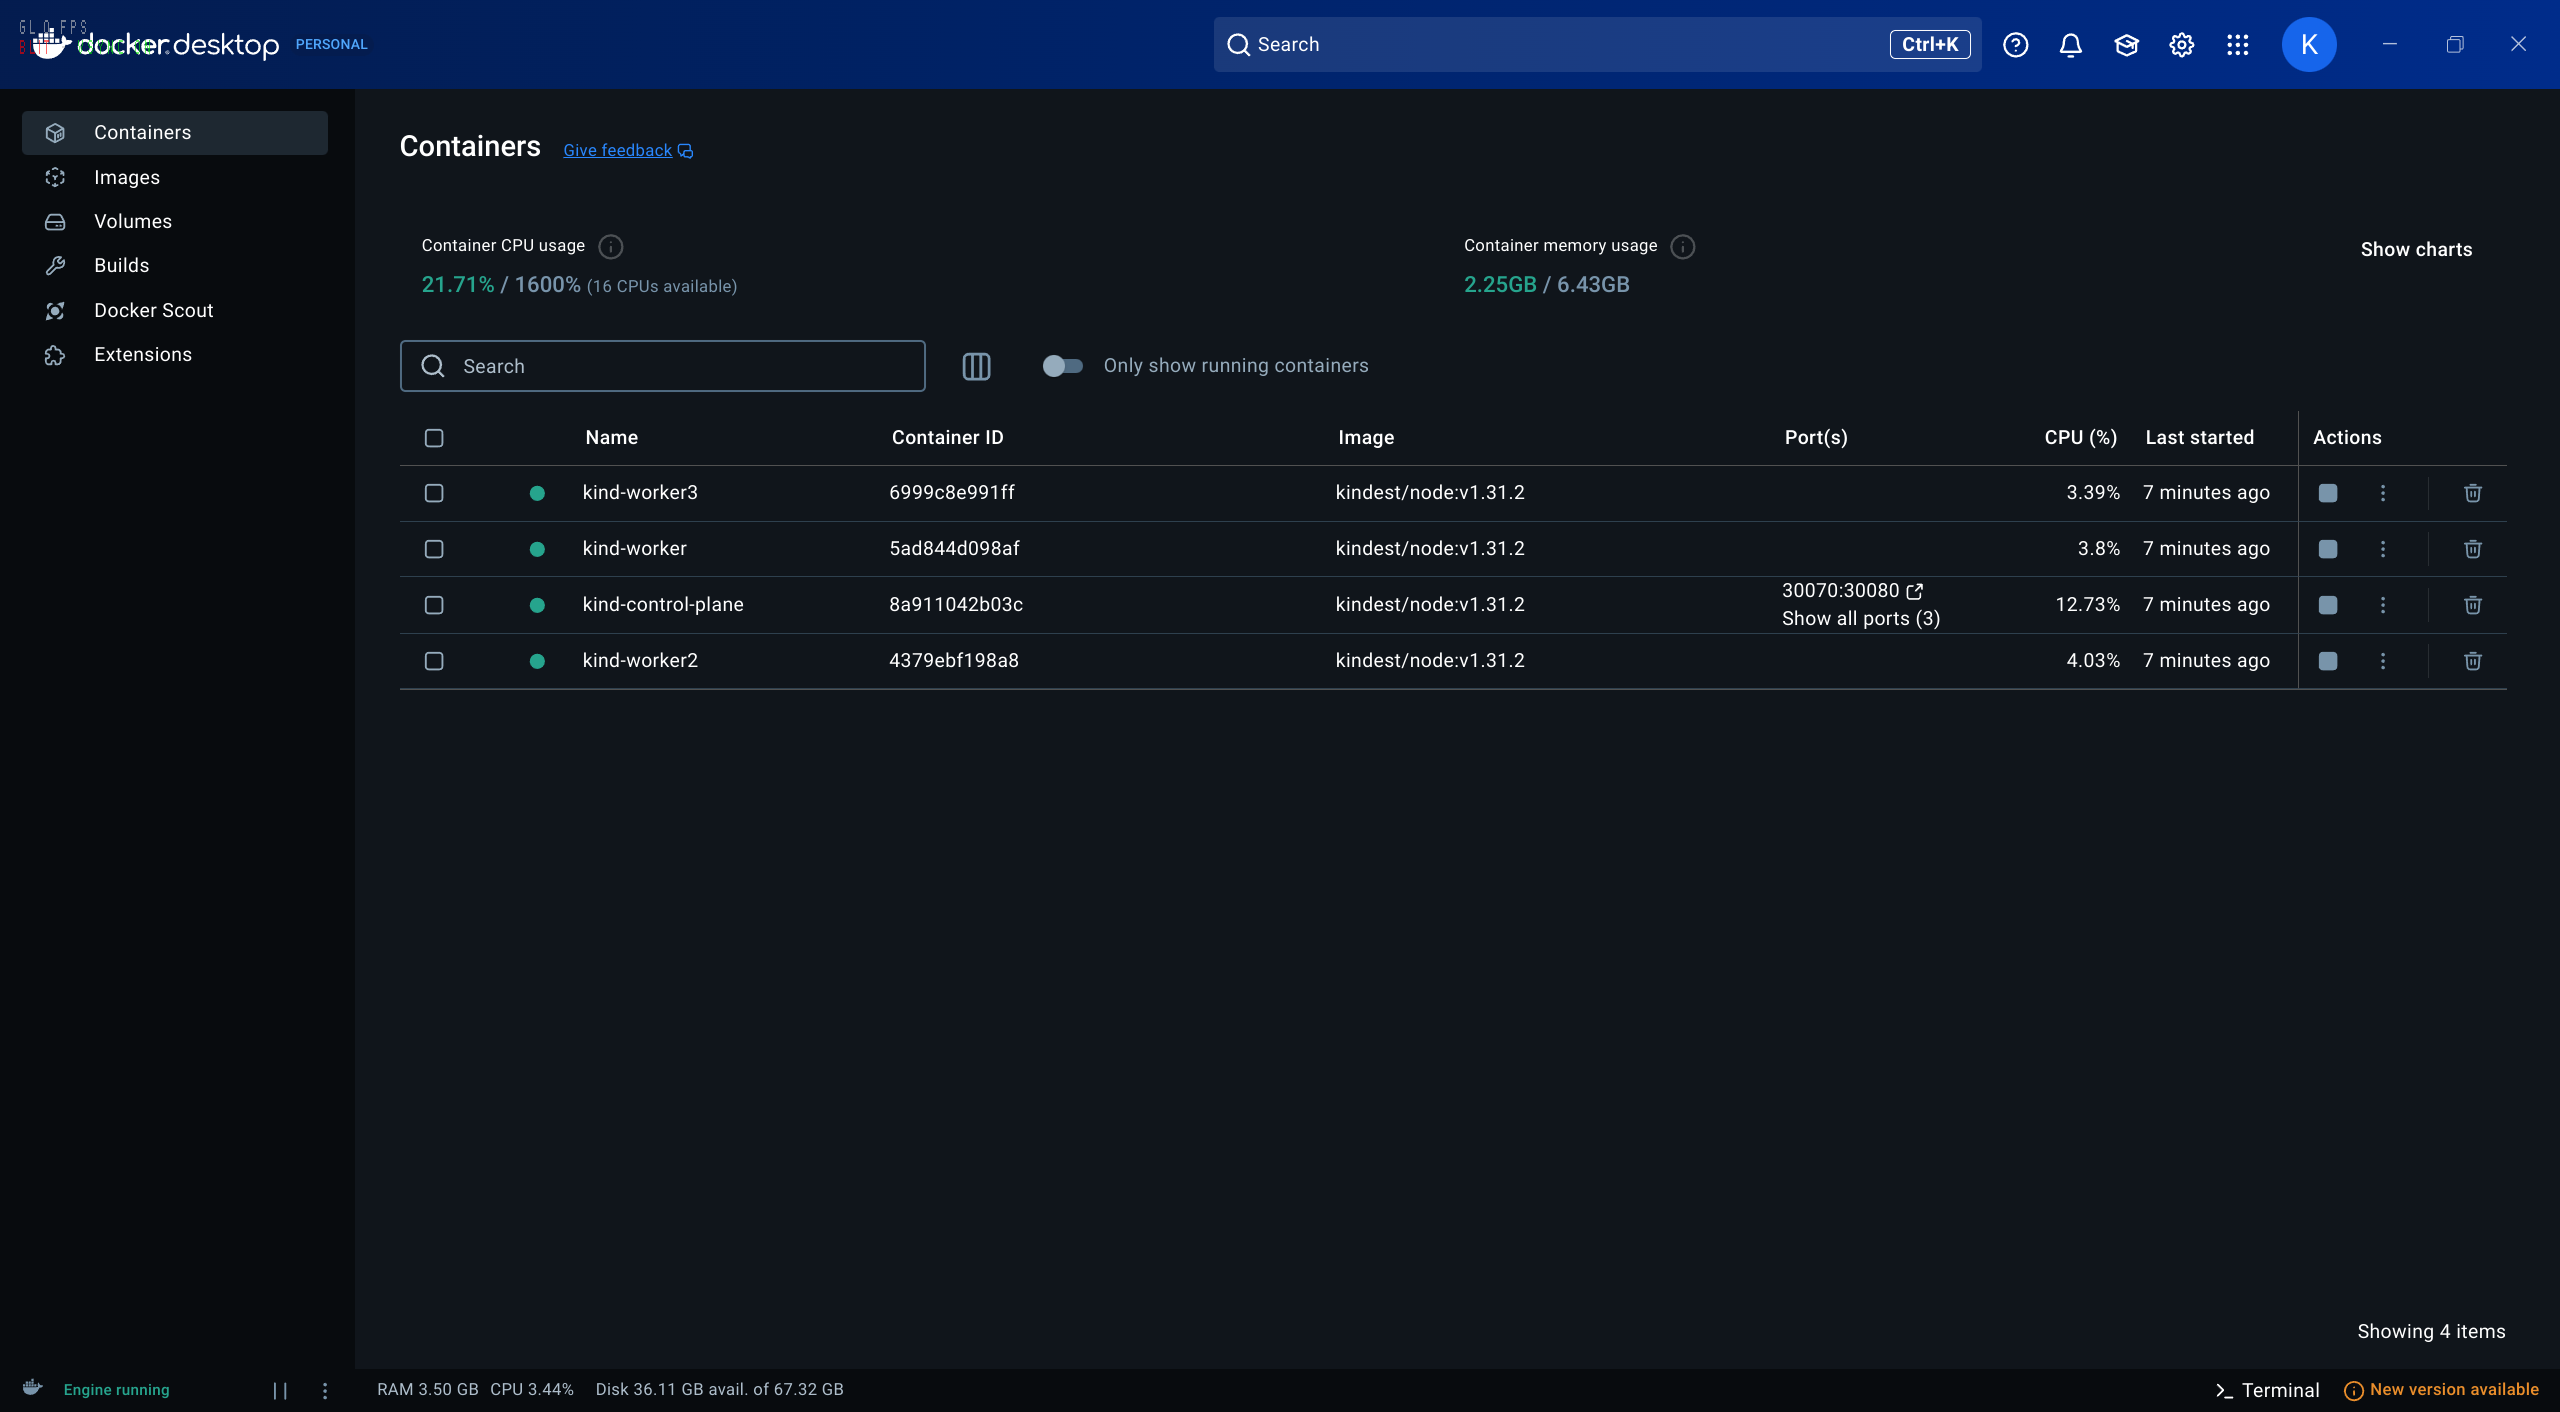 GL 0 FPS
docker.desktop PERSONAL
Search Ctrl+K
K
Containers
Images
Volumes
Builds
Docker Scout
Extensions
Containers Give feedback
Container CPU usage
21.71% / 1600% (16 CPUs available)
Container memory usage
2.25GB / 6.43GB
Show charts
Search
Only show running containers
Name Container ID Image Port(s) CPU (%) Last started Actions
kind-worker3 6999c8e991ff kindest/node:v1.31.2 3.39% 7 minutes ago
kind-worker 5ad844d098af kindest/node:v1.31.2 3.8% 7 minutes ago
kind-control-plane 8a911042b03c kindest/node:v1.31.2 30070:30080 12.73% 7 minutes ago
Show all ports (3)
kind-worker2 4379ebf198a8 kindest/node:v1.31.2 4.03% 7 minutes ago
Showing 4 items
Engine running
RAM 3.50 GB CPU 3.44% Disk 36.11 GB avail. of 67.32 GB
Terminal
New version available